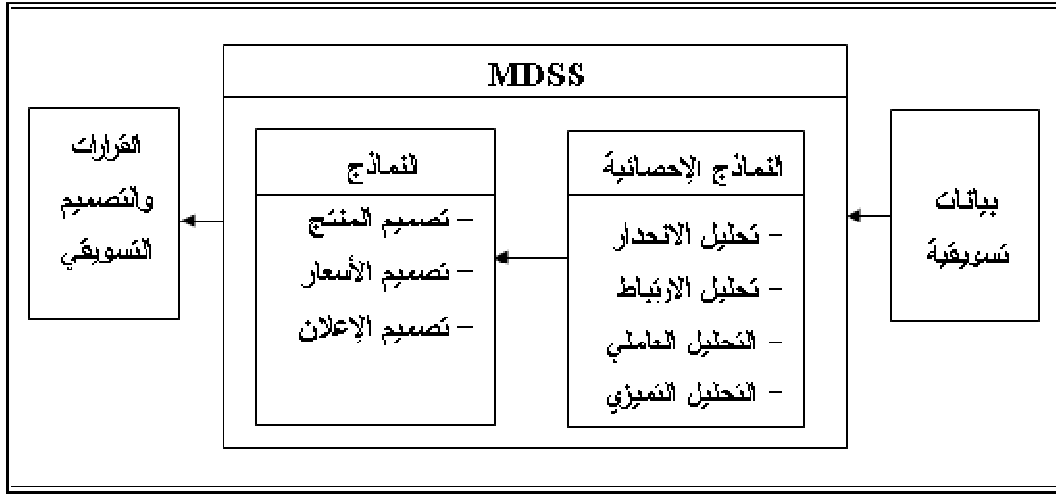 MDSS
بيانات
تسويقية
النماذج الإحصائية
– تحليل الانحدار
– تحليل الارتباط
– التحليل العاملي
– التحليل التميزي
النماذج
– تصميم المنتج
– تصميم الأسعار
– تصميم الإعلان
القرارات
والتصميم
التسويقي